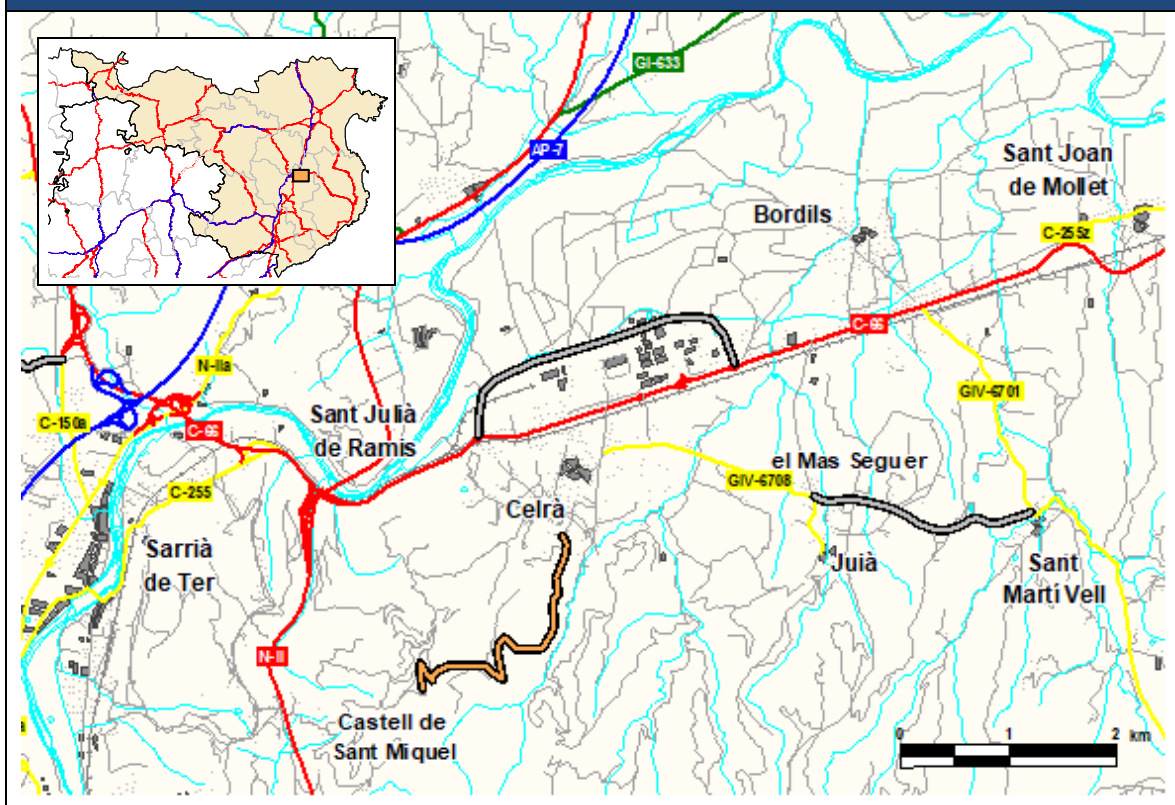 GI-633
AP-7
Sant Joan
de Mollet
Bordils
C-255z
C-66
N-IIa
GIV-6701
C-150a
Sant Julià
de Ramis
C-66
el Mas Seguer
GIV-6708
C-255
Celrà
Sarrià
de Ter
Juià
Sant
Martí Vell
N-II
Castell de
Sant Miquel
0 1 2 km